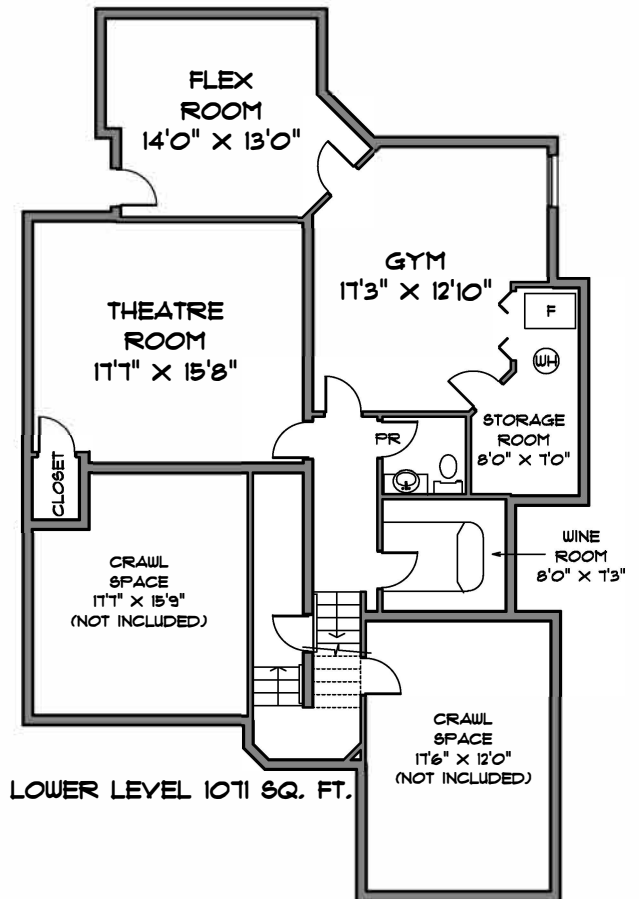 FLEX
ROOM
14'0" X 13'0"
GYM
17'3" X 12'10"
THEATRE
ROOM
17'7" X 15'8"
F
WH
STORAGE
ROOM
8'0" X 7'0"
PR
CLOSET
WINE
ROOM
8'0" X 7'3"
CRAWL
SPACE
17'7" X 15'9"
(NOT INCLUDED)
CRAWL
SPACE
17'6" X 12'0"
(NOT INCLUDED)
LOWER LEVEL 1071 SQ. FT.